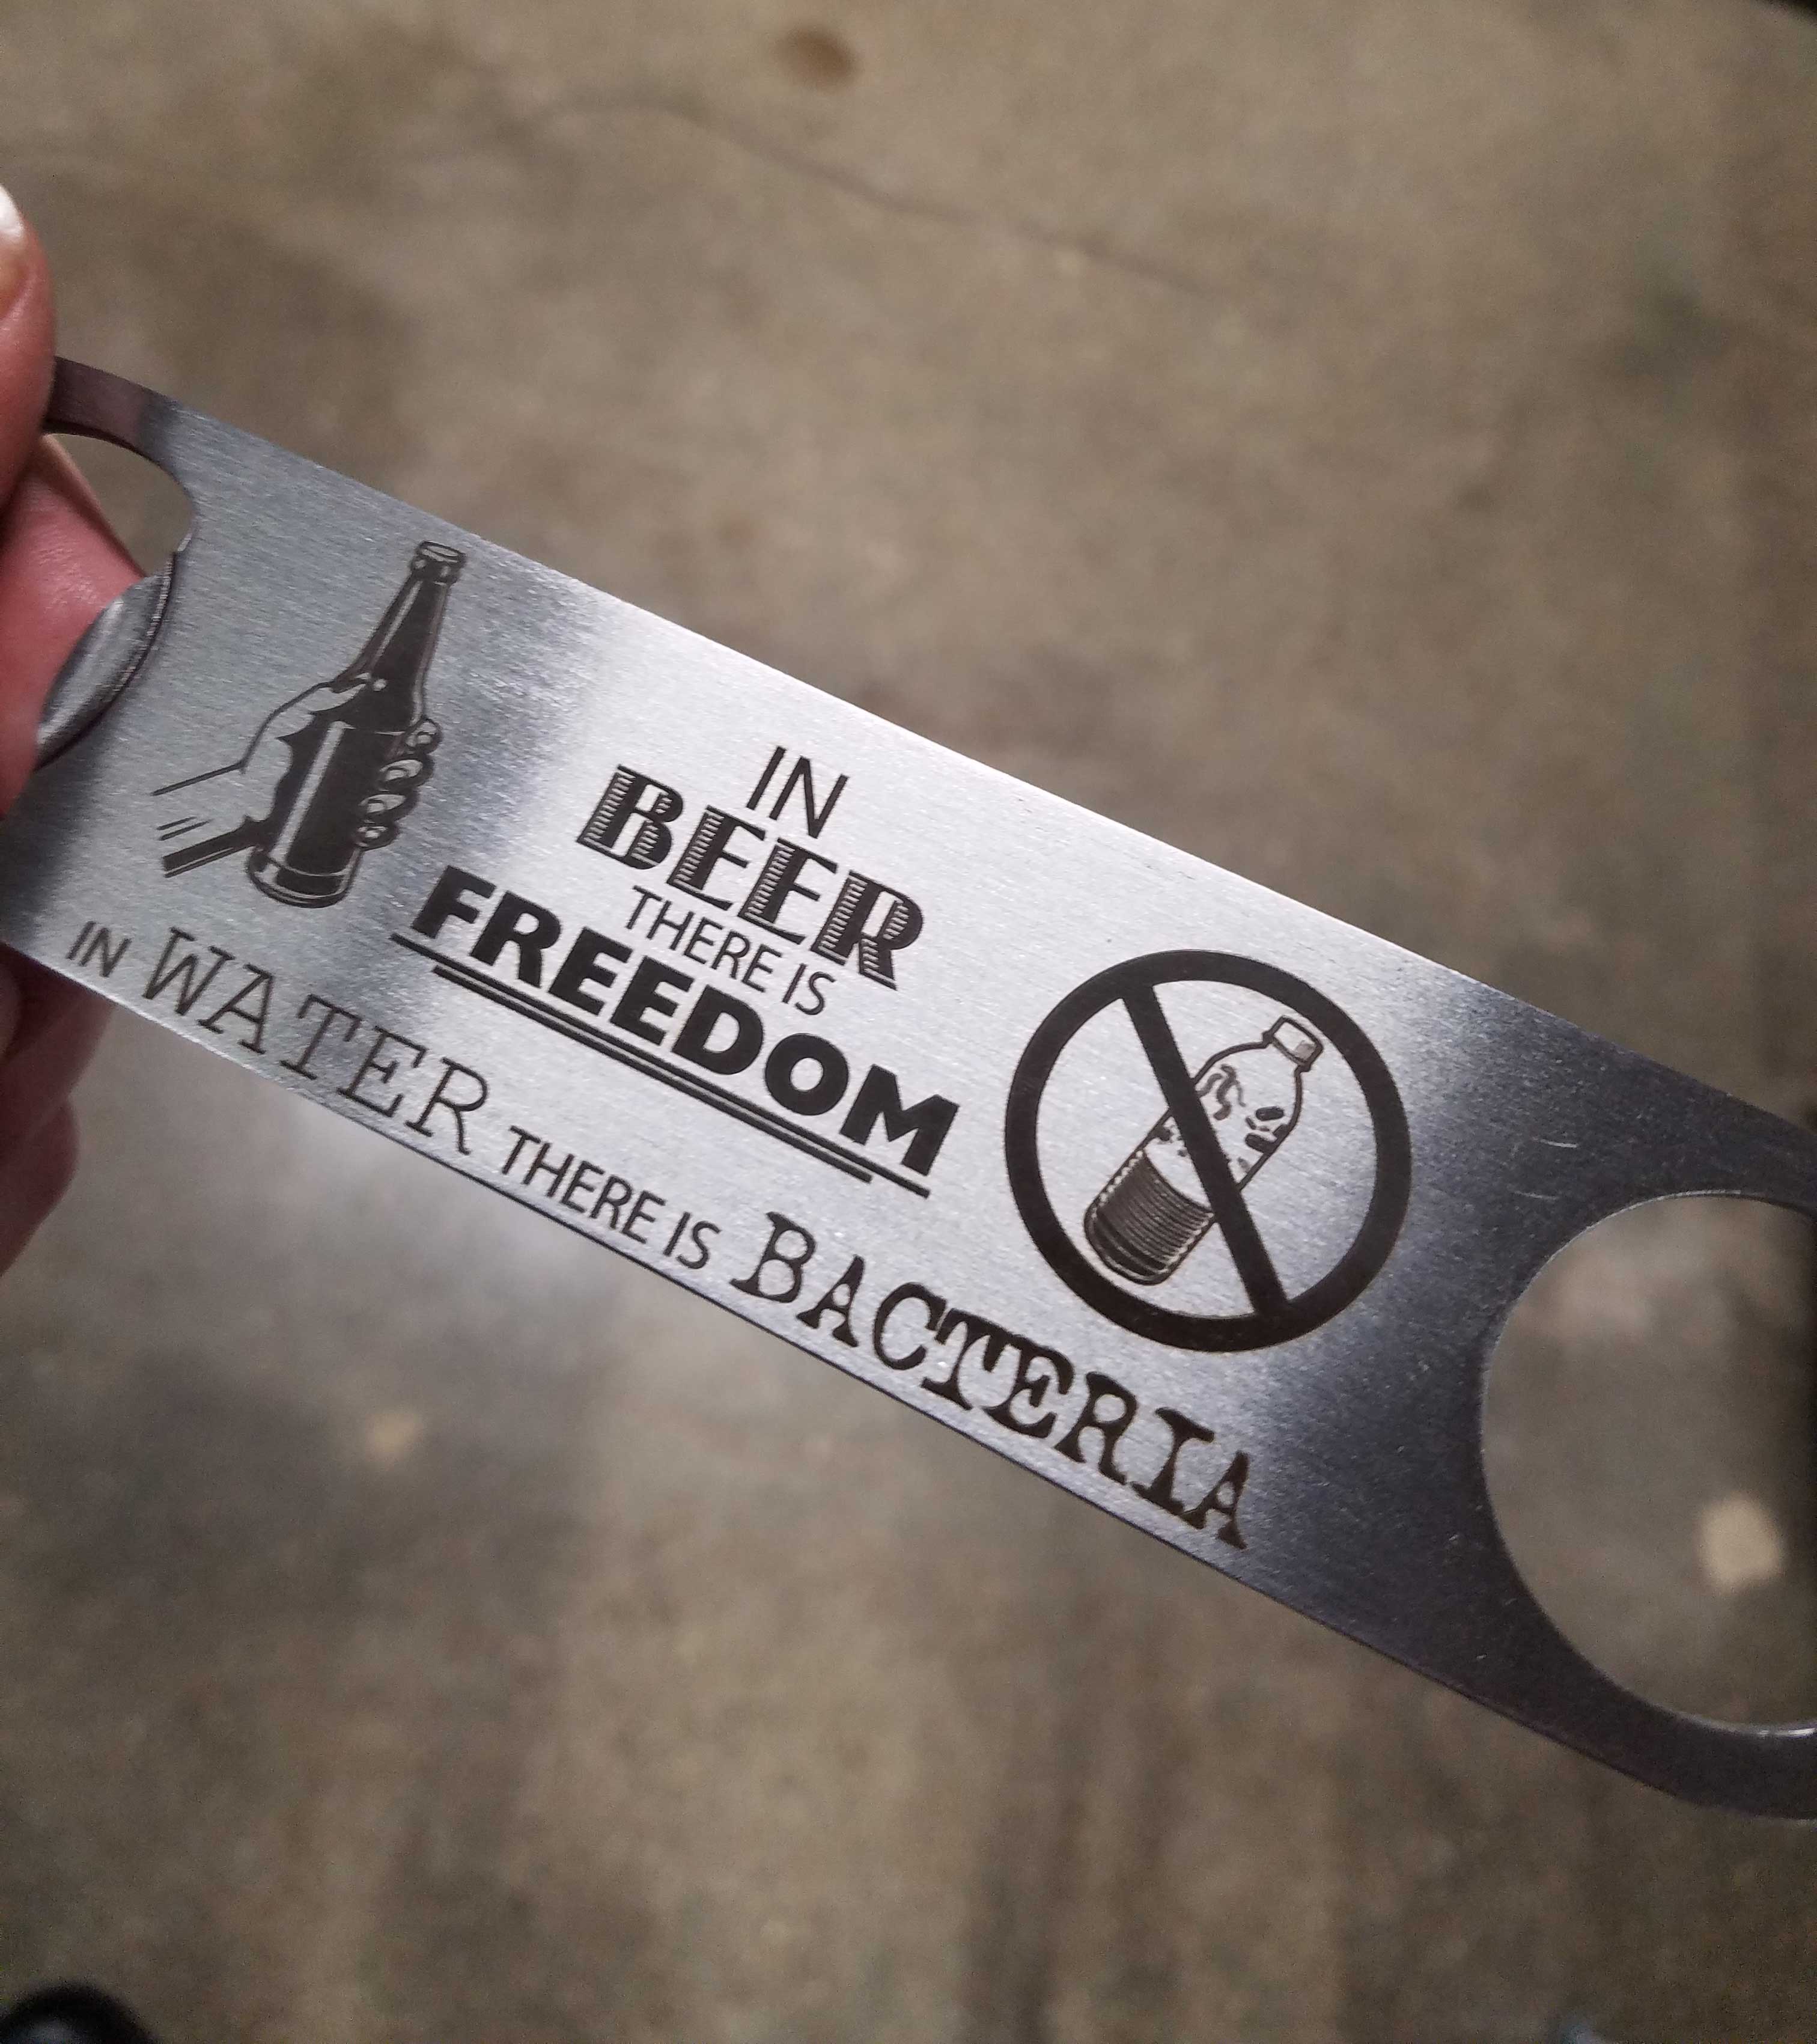 IN
BEER
THERE IS
FREEDOM
IN WATER THERE IS BACTERIA